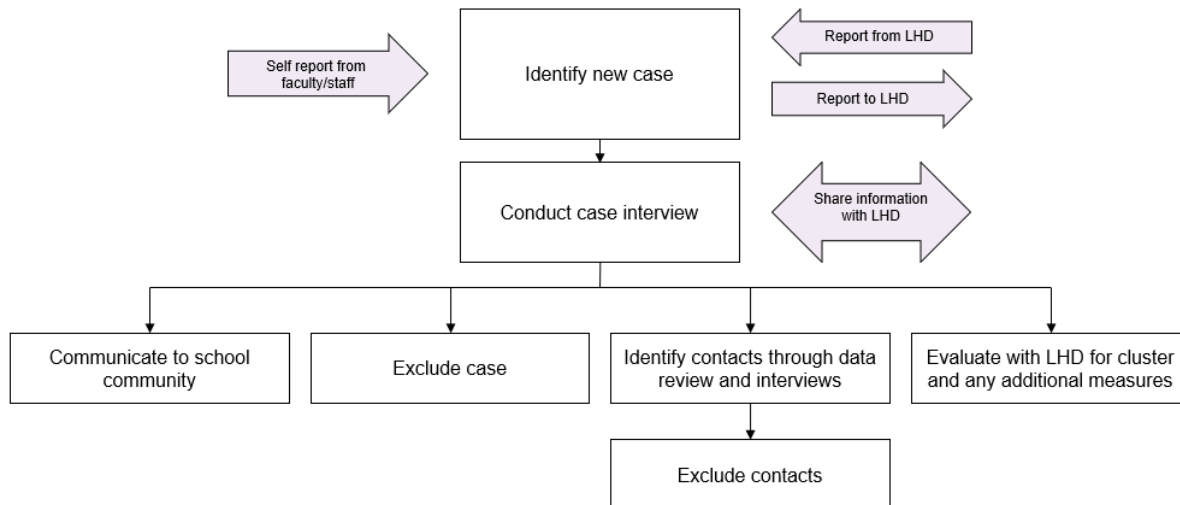 Self report from
faculty/staff
Identify new case
Report from LHD
Report to LHD
Conduct case interview
Share information
with LHD
Communicate to school
community
Exclude case
Identify contacts through data
review and interviews
Evaluate with LHD for cluster
and any additional measures
Exclude contacts